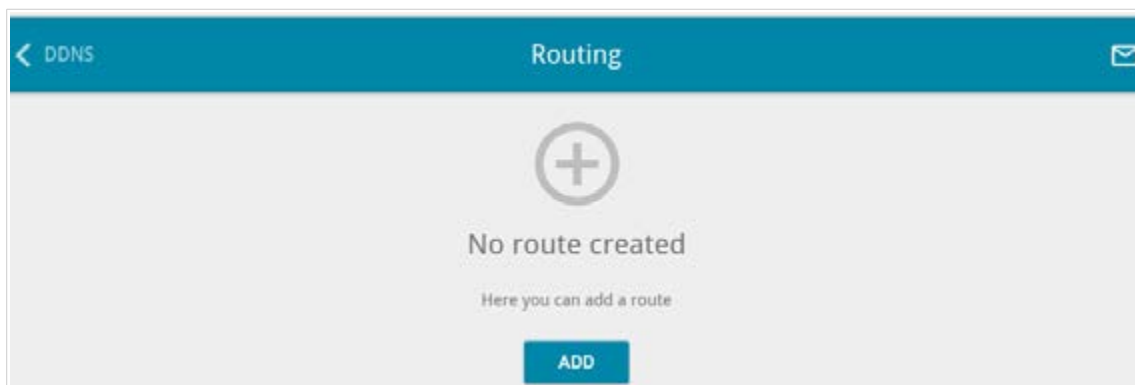 DDNS
Routing
No route created
Here you can add a route
ADD